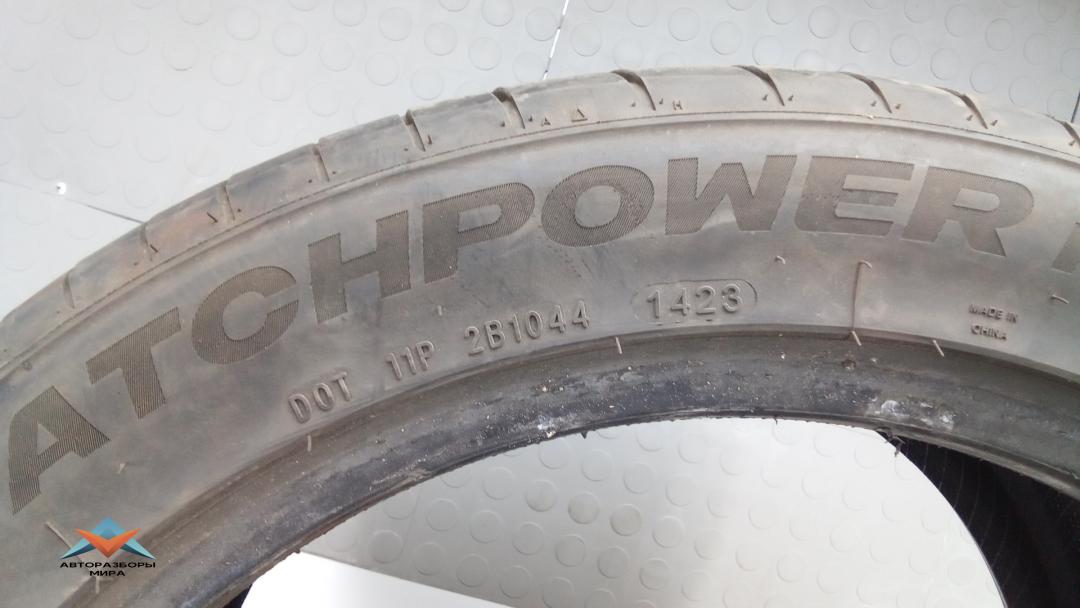 ATCHPOWER
DOT 11P 2B1044 1423
MADE IN
CHINA
АВТОРАЗБОРЫ
МИРА